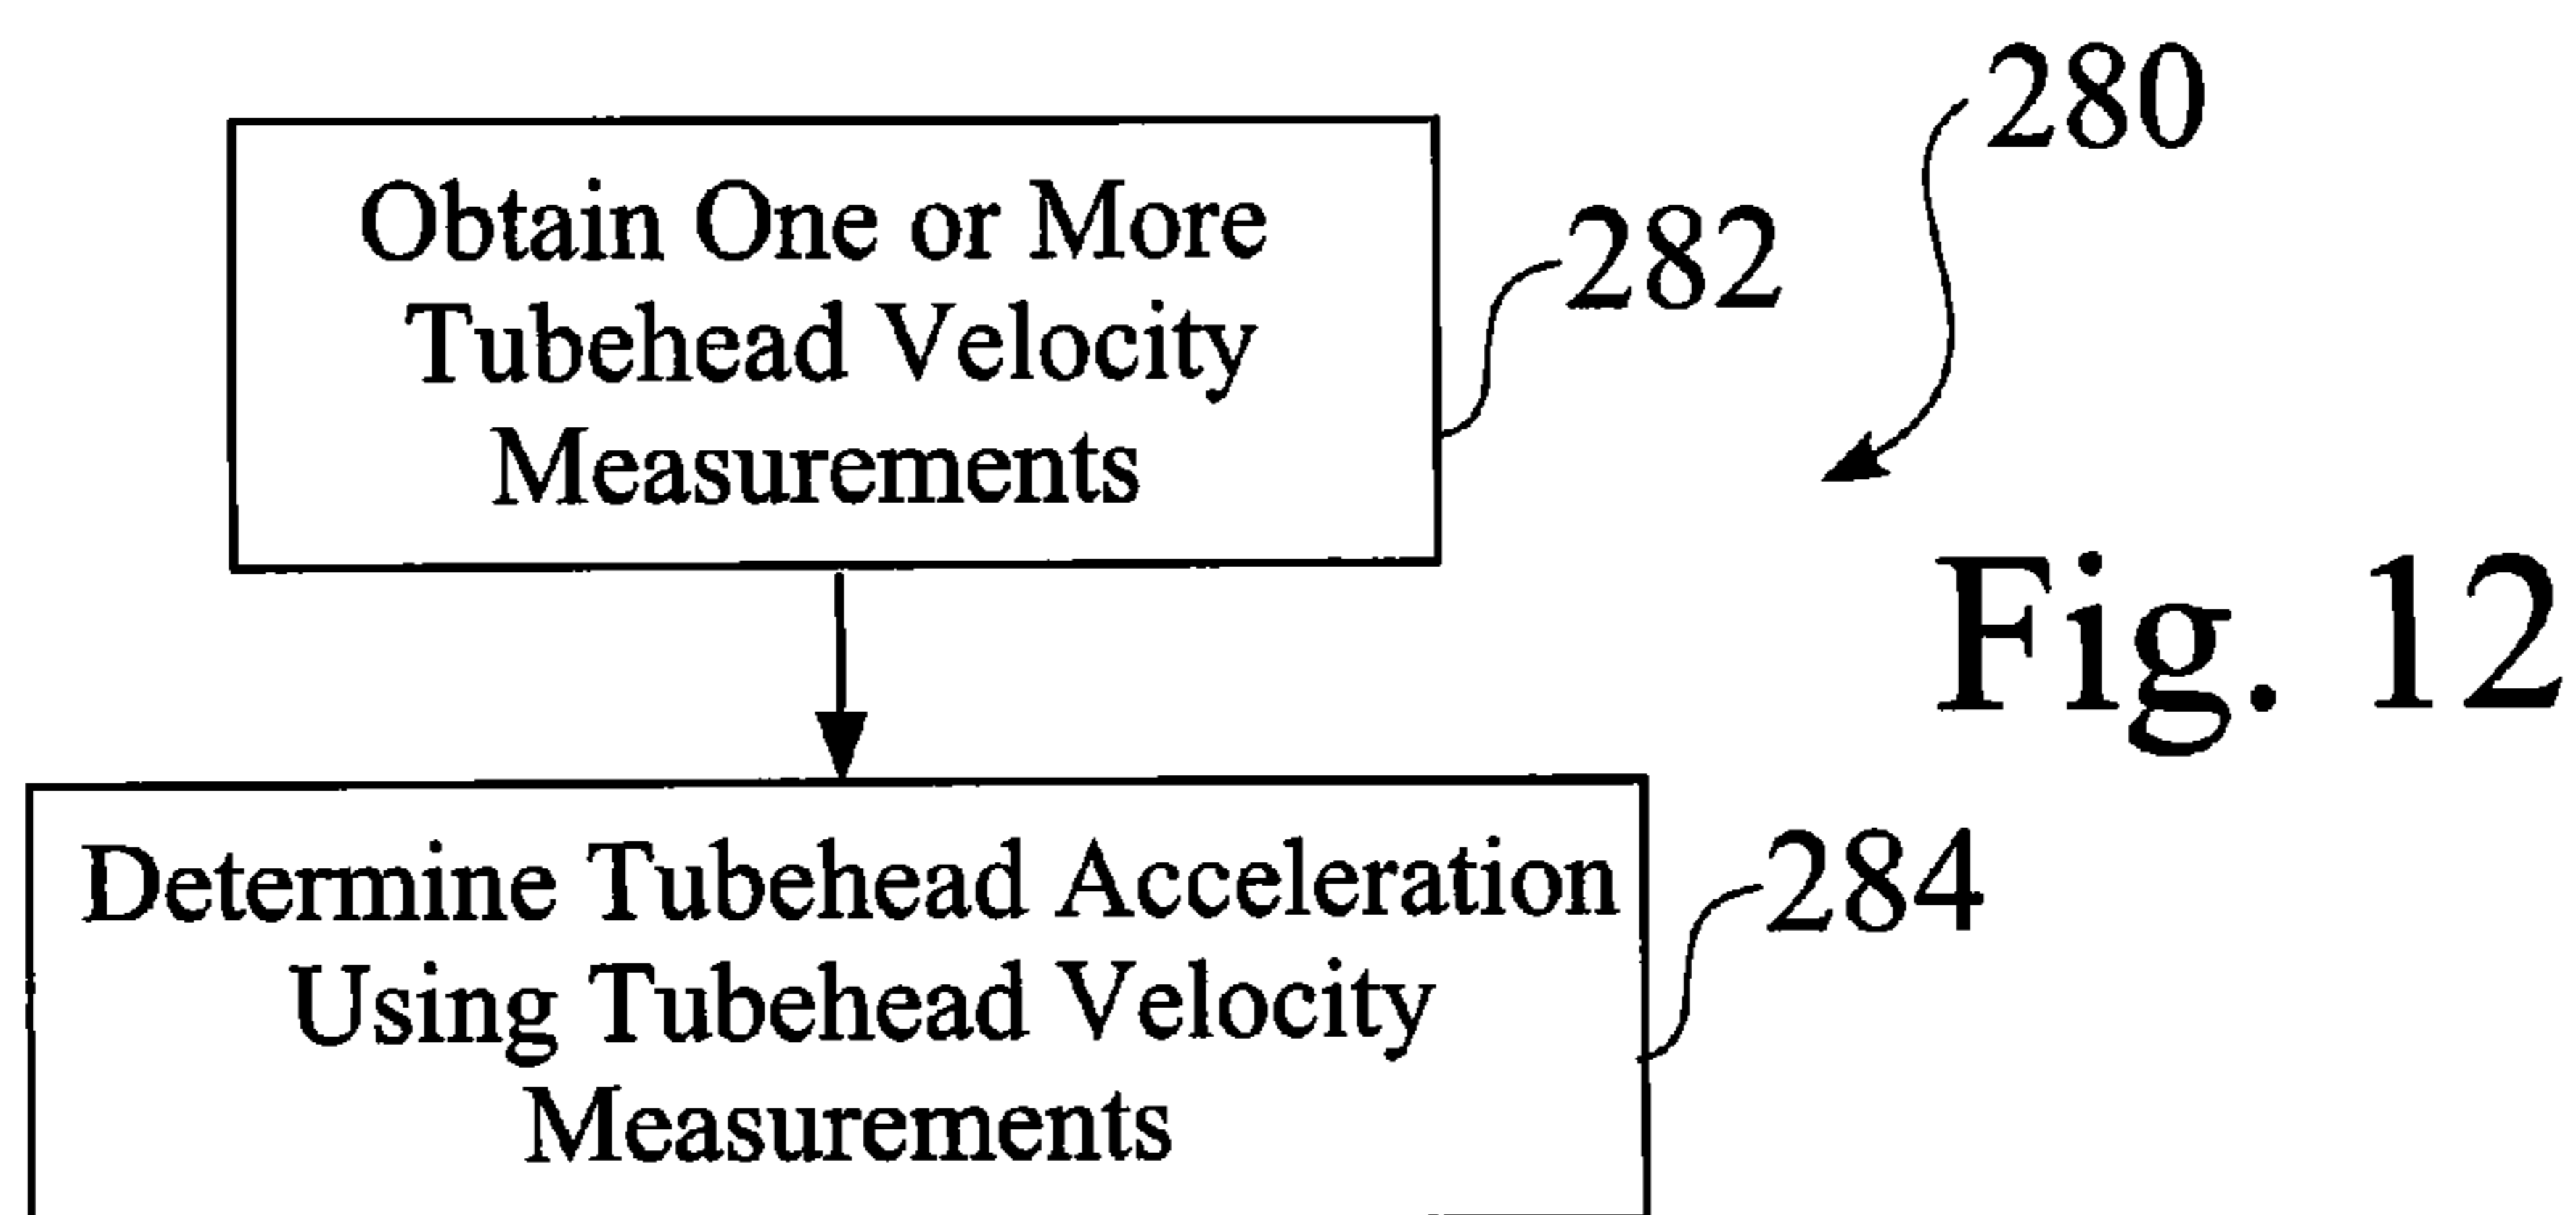 280
Obtain One or More
Tubehead Velocity
Measurements
282
Fig. 12
Determine Tubehead Acceleration
Using Tubehead Velocity
Measurements
284